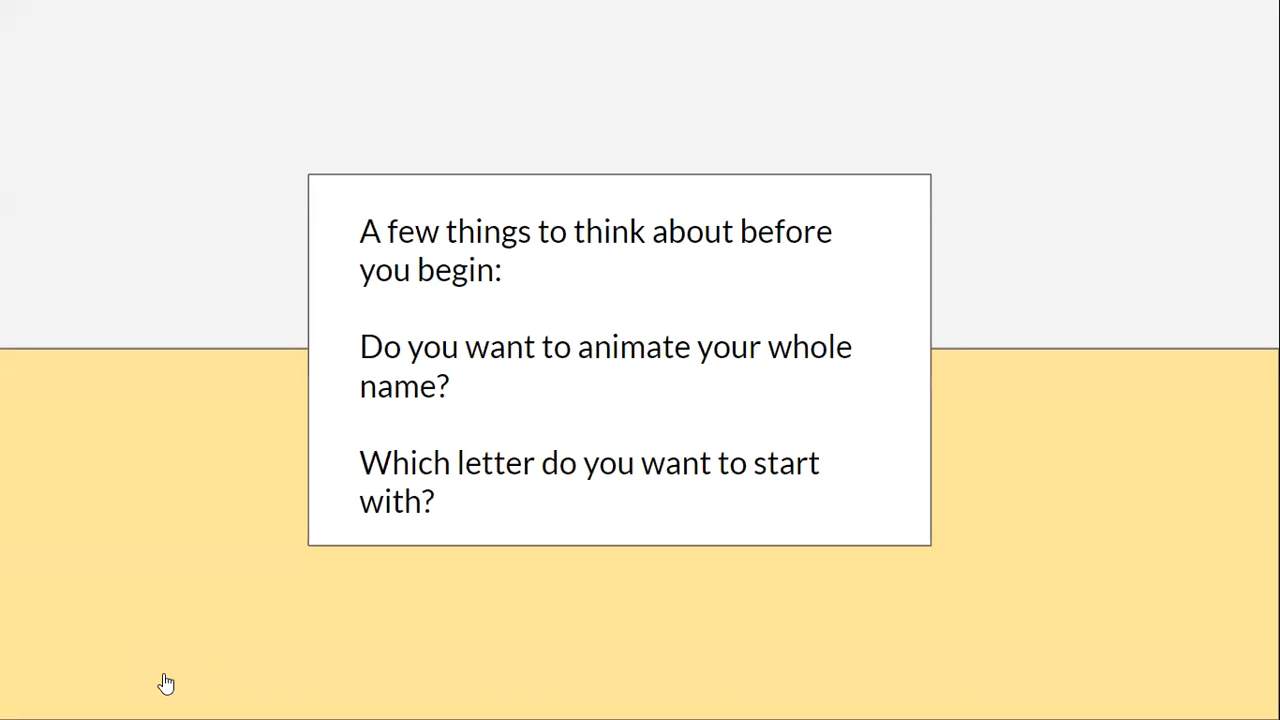 A few things to think about before
you begin:
Do you want to animate your whole
name?
Which letter do you want to start
with?